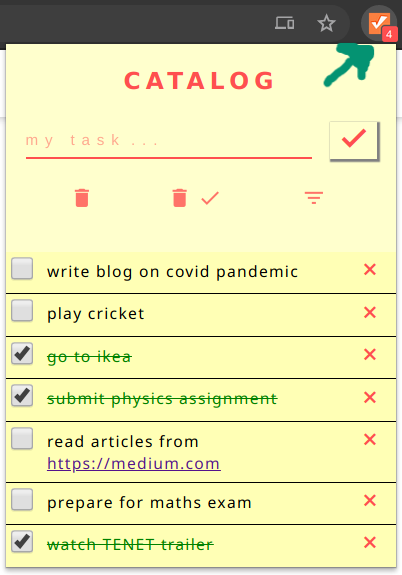 4
CATALOG
my task ...
write blog on covid pandemic
play cricket
go to ikea
submit physics assignment
read articles from
https://medium.com
prepare for maths exam
watch TENET trailer